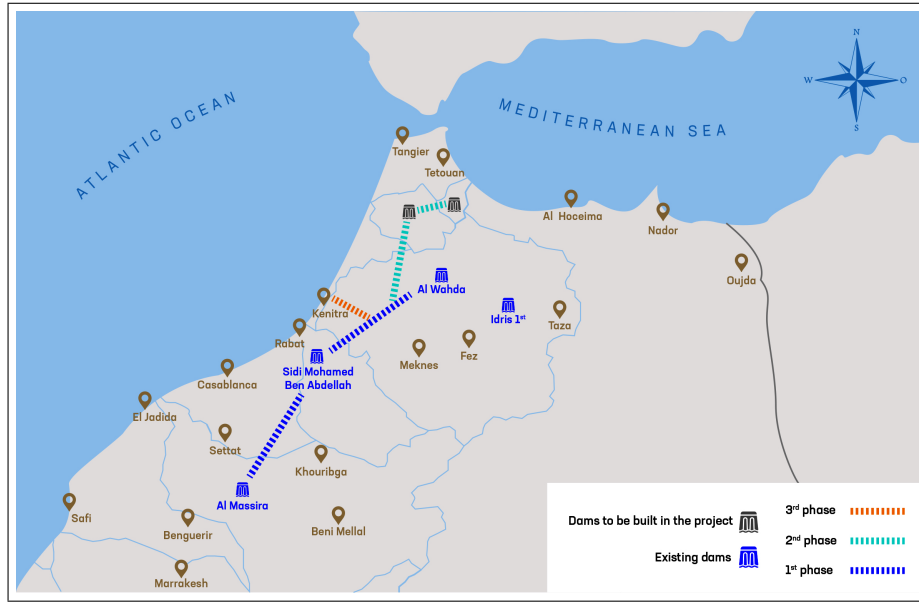 N
W
O
S
ATLANTIC OCEAN
MEDITERRANEAN SEA
Tangier
Tetouan
Al Hoceima
Nador
Oujda
Al Wahda
Kenitra
Idris 1st
Taza
Rabat
Fez
Meknes
Sidi Mohamed
Ben Abdellah
Casablanca
El Jadida
Settat
Khouribga
Al Massira
Safi
Benguerir
Beni Mellal
Marrakesh
Dams to be built in the project
Existing dams
3rd phase
2nd phase
1st phase